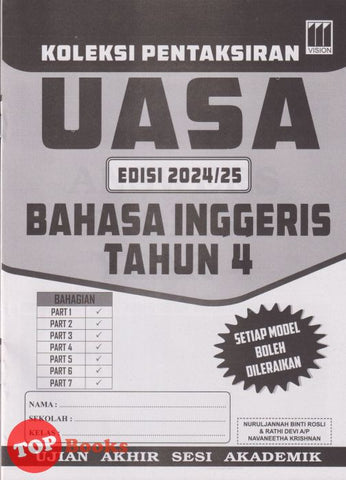 KOLEKSI PENTAKSIRAN
VISION
UASA
EDISI 2024/25
BAHASA INGGERIS
TAHUN 4
BAHAGIAN
PART 1 ✓
PART 2 ✓
PART 3 ✓
PART 4 ✓
PART 5 ✓
PART 6 ✓
PART 7 ✓
SETIAP MODEL
BOLEH
DILERAIKAN
NAMA :
SEKOLAH :
KELAS :
NURULJANNAH BINTI ROSLI
& RATHI DEVI A/P
NAVANEETHA KRISHNAN
TOP Books
UJIAN AKHIR SESI AKADEMIK